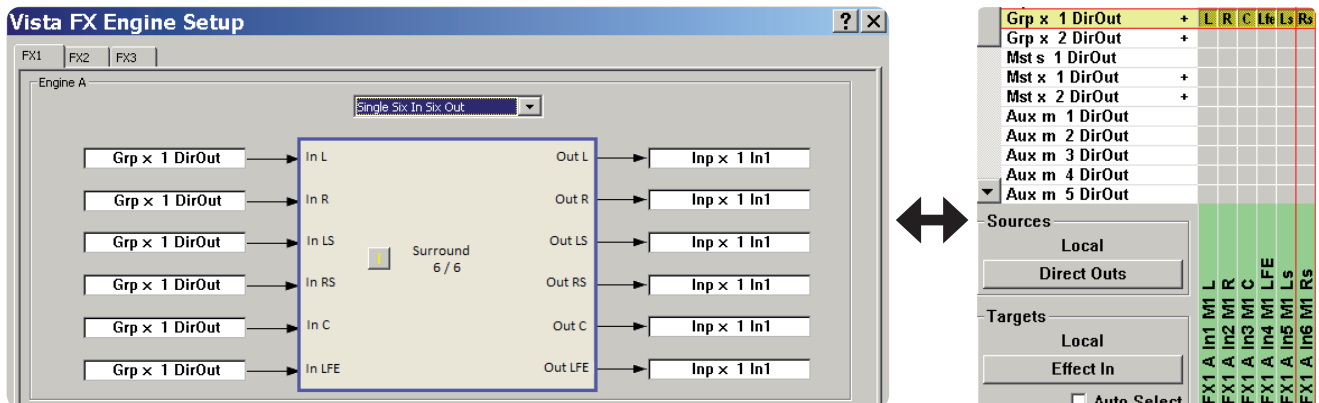 Vista FX Engine Setup
? X
FX1 FX2 FX3
Engine A
Single Six In Six Out
Grp x 1 DirOut In L Out L Inp x 1 In1
Grp x 1 DirOut In R Out R Inp x 1 In1
Grp x 1 DirOut In LS Out LS Inp x 1 In1
Surround
1
6 / 6
Grp x 1 DirOut In RS Out RS Inp x 1 In1
Grp x 1 DirOut In C Out C Inp x 1 In1
Grp x 1 DirOut In LFE Out LFE Inp x 1 In1
Grp x 1 DirOut + L R C Lfe Ls Rs
Grp x 2 DirOut +
Mst s 1 DirOut
Mst x 1 DirOut +
Mst x 2 DirOut +
Aux m 1 DirOut
Aux m 2 DirOut
Aux m 3 DirOut
Aux m 4 DirOut
Aux m 5 DirOut
Sources
Local
Direct Outs
Targets
Local
Effect In
Auto Select
FX1 A In1 M1 L
FX1 A In2 M1 R
FX1 A In3 M1 C
FX1 A In4 M1 LFE
FX1 A In5 M1 Ls
FX1 A In6 M1 Rs